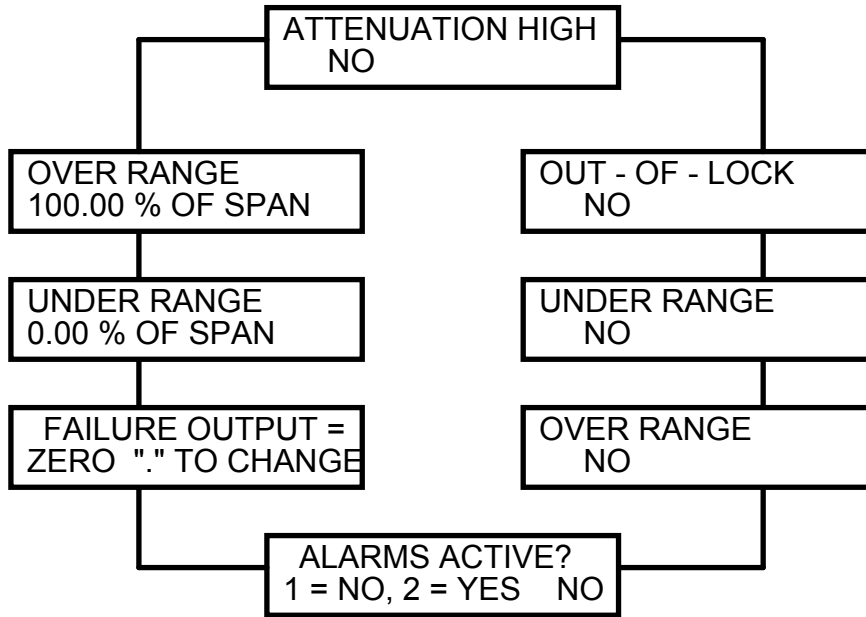 ATTENUATION HIGH
NO
OVER RANGE
100.00 % OF SPAN
OUT - OF - LOCK
NO
UNDER RANGE
0.00 % OF SPAN
UNDER RANGE
NO
FAILURE OUTPUT =
ZERO "." TO CHANGE
OVER RANGE
NO
ALARMS ACTIVE?
1 = NO, 2 = YES NO